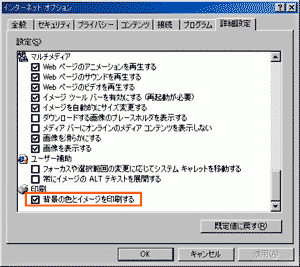 インターネット オプション
全般 セキュリティ プライバシー コンテンツ 接続 プログラム 詳細設定
設定(S):
マルチメディア
Web ページのアニメーションを再生する
Web ページのサウンドを再生する
Web ページのビデオを再生する
イメージ ツール バーを有効にする (再起動が必要)
イメージを自動的にサイズ変更する
ダウンロードする画像のプレースホルダを表示する
メディア バーにオンラインのメディア コンテンツを表示しない
画像を滑らかにする
画像を表示する
ユーザー補助
フォーカスや選択範囲の変更に応じてシステム キャレットを移動する
常にイメージの ALT テキストを展開する
印刷
背景の色とイメージを印刷する
既定値に戻す(R)
OK キャンセル 適用(A)